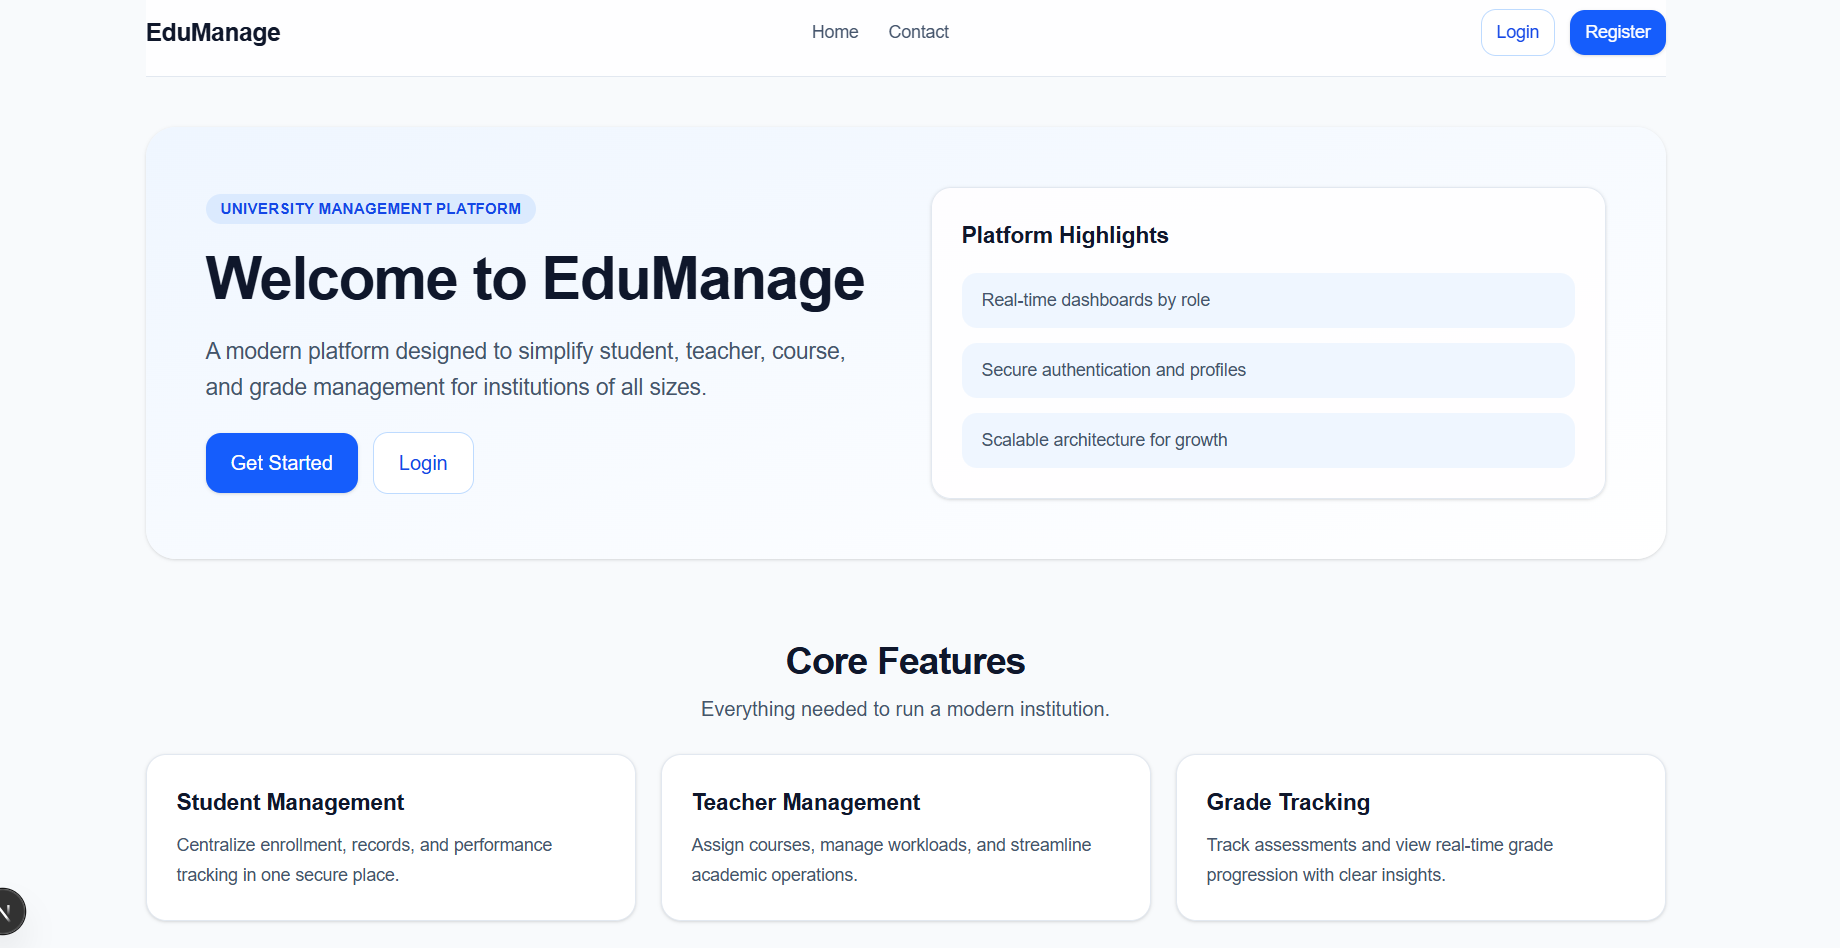 EduManage
Home
Contact
Login
Register
UNIVERSITY MANAGEMENT PLATFORM
Welcome to EduManage
A modern platform designed to simplify student, teacher, course,
and grade management for institutions of all sizes.
Get Started
Login
Platform Highlights
Real-time dashboards by role
Secure authentication and profiles
Scalable architecture for growth
Core Features
Everything needed to run a modern institution.
Student Management
Centralize enrollment, records, and performance
tracking in one secure place.
Teacher Management
Assign courses, manage workloads, and streamline
academic operations.
Grade Tracking
Track assessments and view real-time grade
progression with clear insights.
N